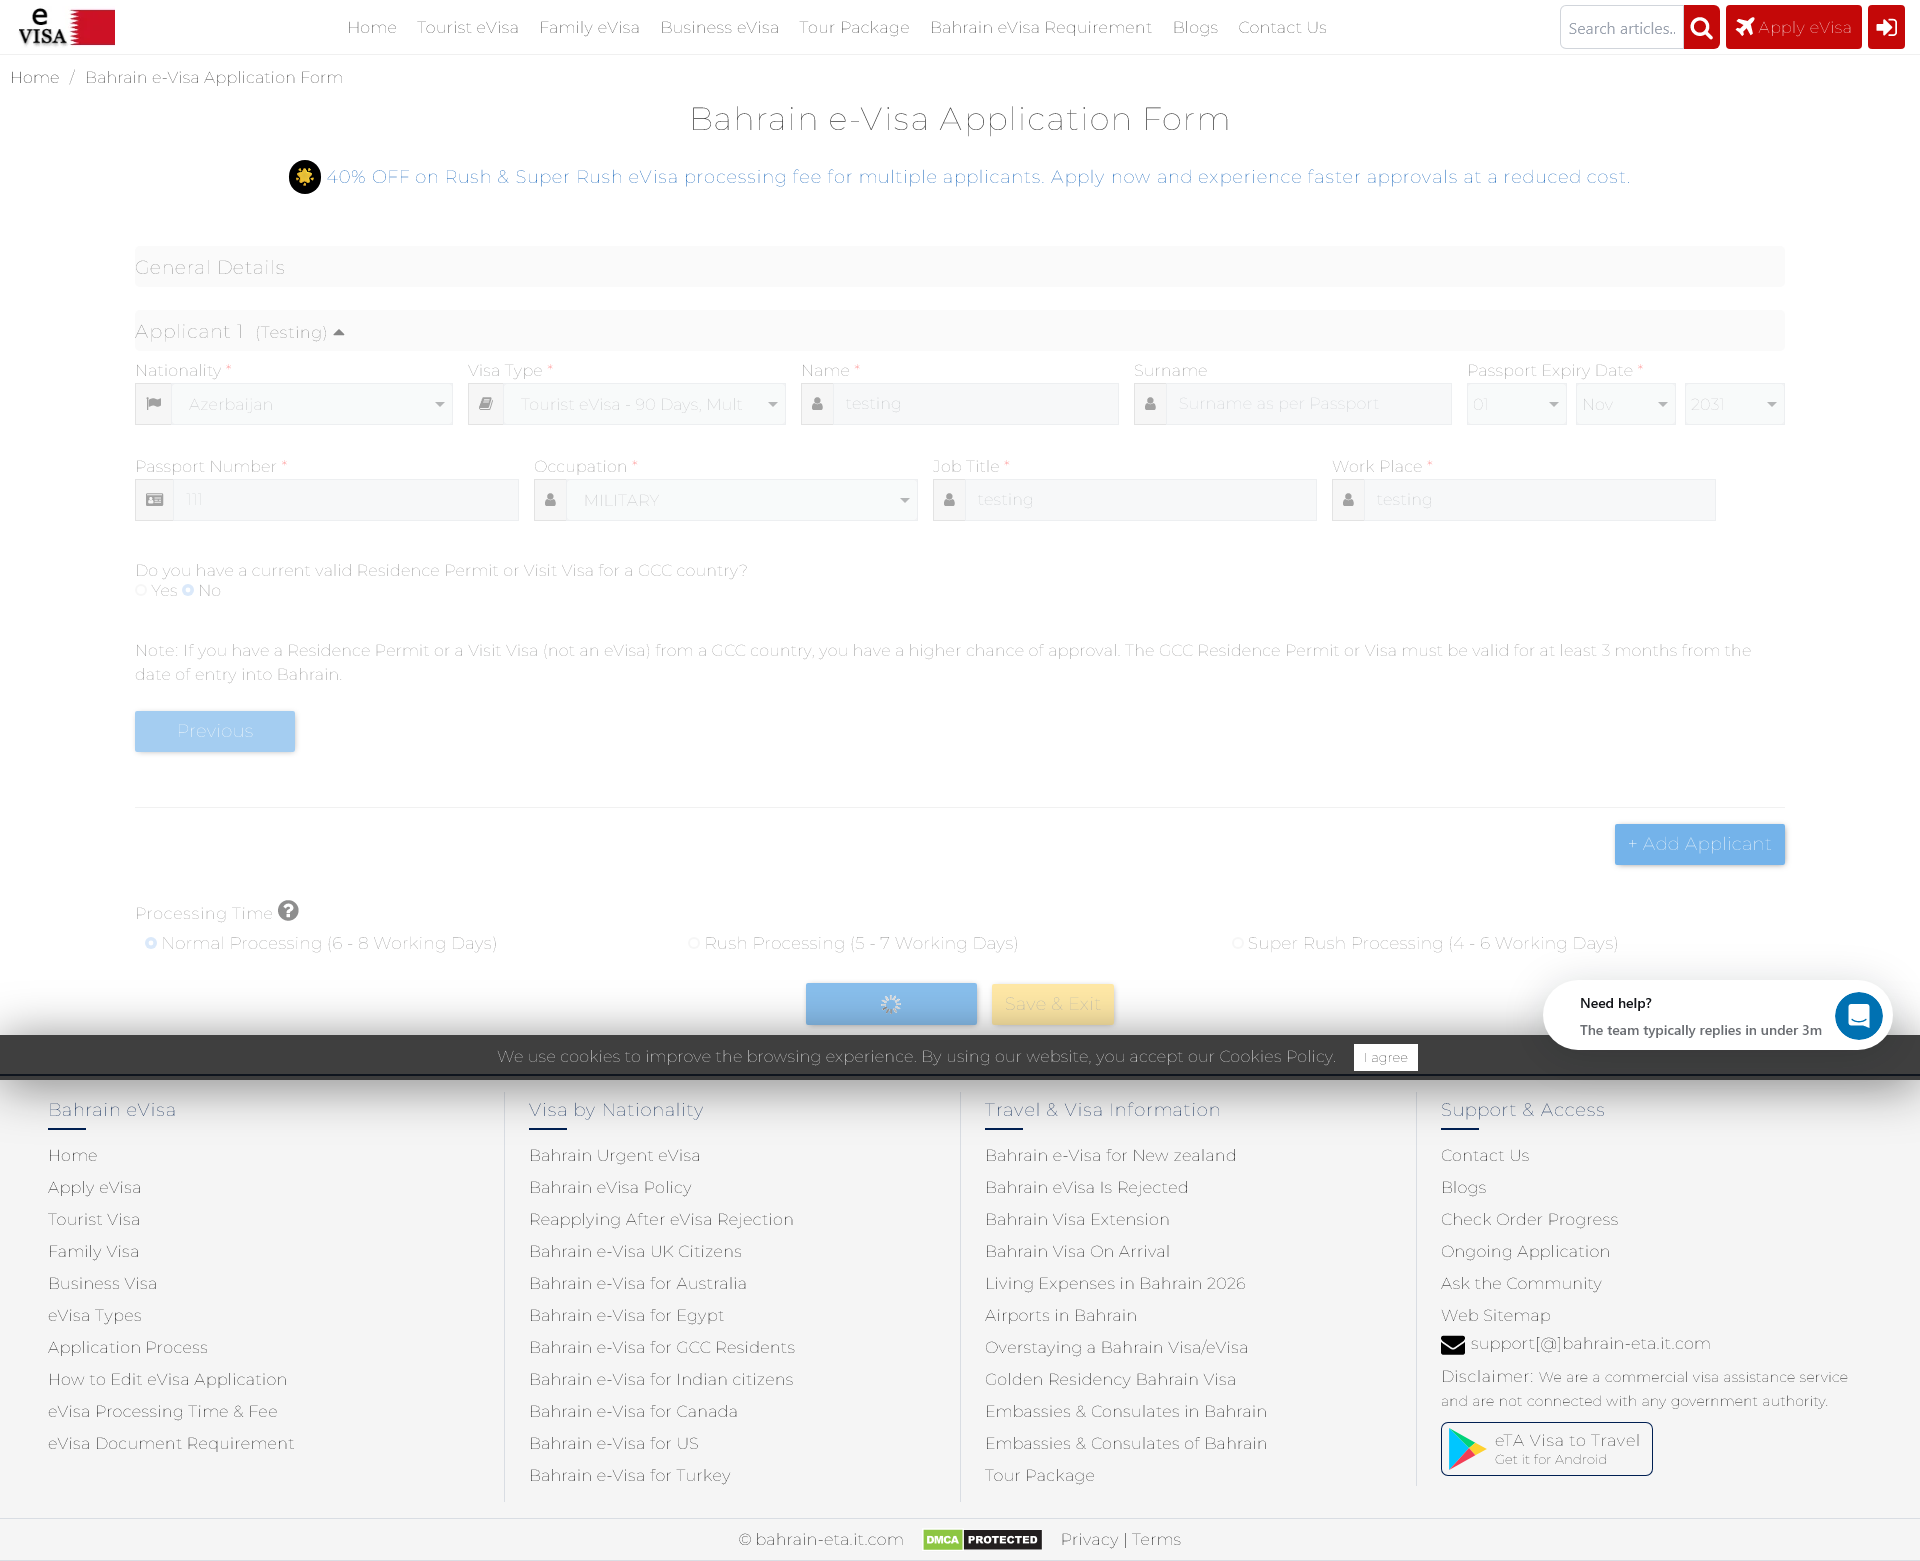 e
VISA
Home Tourist eVisa Family eVisa Business eVisa Tour Package Bahrain eVisa Requirement Blogs Contact Us
Search articles..
Apply eVisa
Home / Bahrain e-Visa Application Form
Bahrain e-Visa Application Form
40% OFF on Rush & Super Rush eVisa processing fee for multiple applicants. Apply now and experience faster approvals at a reduced cost.
General Details
Applicant 1 (Testing)
Nationality * Visa Type * Name * Surname Passport Expiry Date *
Azerbaijan Tourist eVisa - 90 Days, Mult testing Surname as per Passport 01 Nov 2031
Passport Number * Occupation * Job Title * Work Place *
111 MILITARY testing testing
Do you have a current valid Residence Permit or Visit Visa for a GCC country?
Yes No
Note: If you have a Residence Permit or a Visit Visa (not an eVisa) from a GCC country, you have a higher chance of approval. The GCC Residence Permit or Visa must be valid for at least 3 months from the
date of entry into Bahrain.
Previous
+ Add Applicant
Processing Time ?
Normal Processing (6 - 8 Working Days) Rush Processing (5 - 7 Working Days) Super Rush Processing (4 - 6 Working Days)
Save & Exit
Need help?
The team typically replies in under 3m
We use cookies to improve the browsing experience. By using our website, you accept our Cookies Policy. I agree
Bahrain eVisa
Home
Apply eVisa
Tourist Visa
Family Visa
Business Visa
eVisa Types
Application Process
How to Edit eVisa Application
eVisa Processing Time & Fee
eVisa Document Requirement
Visa by Nationality
Bahrain Urgent eVisa
Bahrain eVisa Policy
Reapplying After eVisa Rejection
Bahrain e-Visa UK Citizens
Bahrain e-Visa for Australia
Bahrain e-Visa for Egypt
Bahrain e-Visa for GCC Residents
Bahrain e-Visa for Indian citizens
Bahrain e-Visa for Canada
Bahrain e-Visa for US
Bahrain e-Visa for Turkey
Travel & Visa Information
Bahrain e-Visa for New zealand
Bahrain eVisa Is Rejected
Bahrain Visa Extension
Bahrain Visa On Arrival
Living Expenses in Bahrain 2026
Airports in Bahrain
Overstaying a Bahrain Visa/eVisa
Golden Residency Bahrain Visa
Embassies & Consulates in Bahrain
Embassies & Consulates of Bahrain
Tour Package
Support & Access
Contact Us
Blogs
Check Order Progress
Ongoing Application
Ask the Community
Web Sitemap
support[@]bahrain-eta.it.com
Disclaimer: We are a commercial visa assistance service
and are not connected with any government authority.
eTA Visa to Travel
Get it for Android
© bahrain-eta.it.com DMCA PROTECTED Privacy | Terms